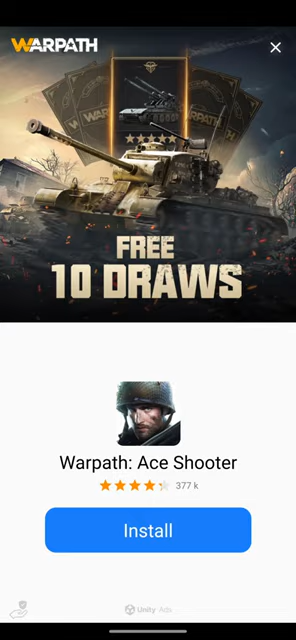 WARPATH
FREE
10 DRAWS
Warpath: Ace Shooter
377 k
Install
Unity Ads